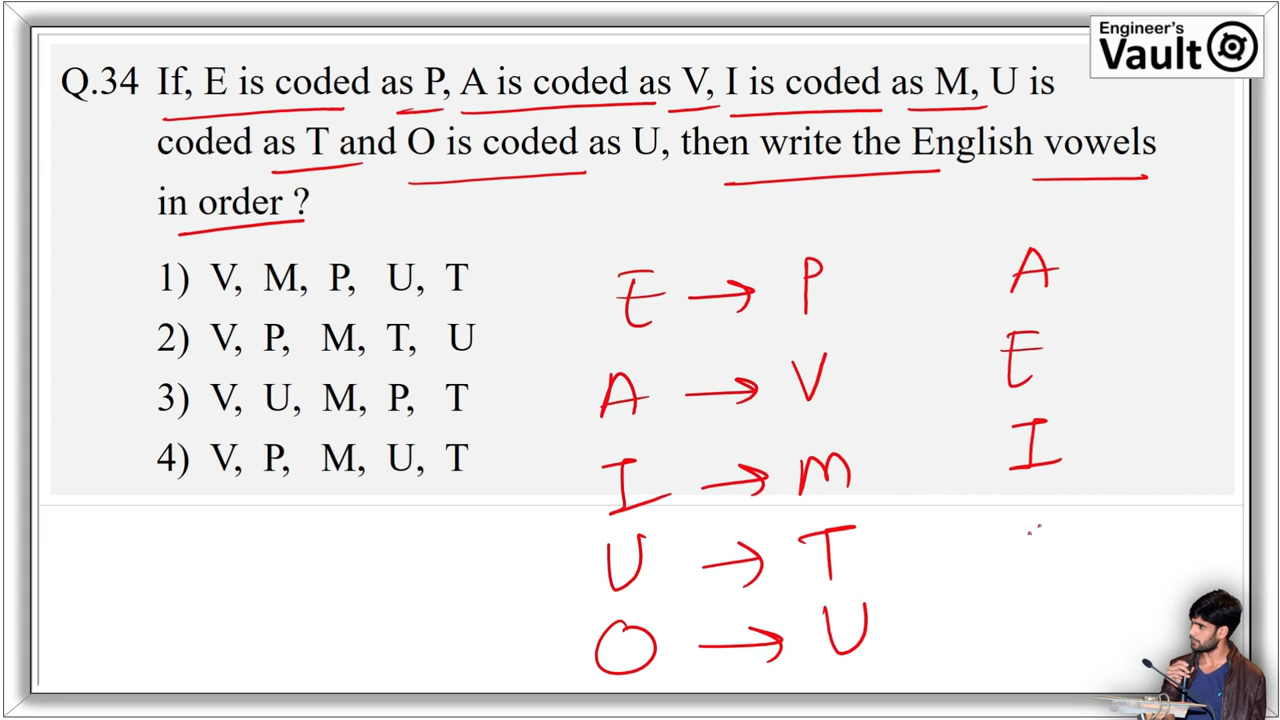 Engineer's
Vault
Q.34 If, E is coded as P, A is coded as V, I is coded as M, U is
coded as T and O is coded as U, then write the English vowels
in order ?
1) V, M, P, U, T
2) V, P, M, T, U
3) V, U, M, P, T
4) V, P, M, U, T
E → P
A → V
I → M
U → T
O → U
A
E
I